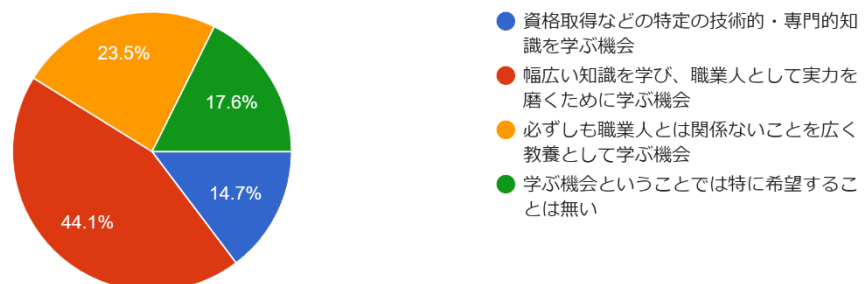 23.5%
17.6%
14.7%
44.1%
資格取得などの特定の技術的・専門的知
識を学ぶ機会
幅広い知識を学び、職業人として実力を
磨くために学ぶ機会
必ずしも職業人とは関係ないことを広く
教養として学ぶ機会
学ぶ機会ということでは特に希望するこ
とは無い